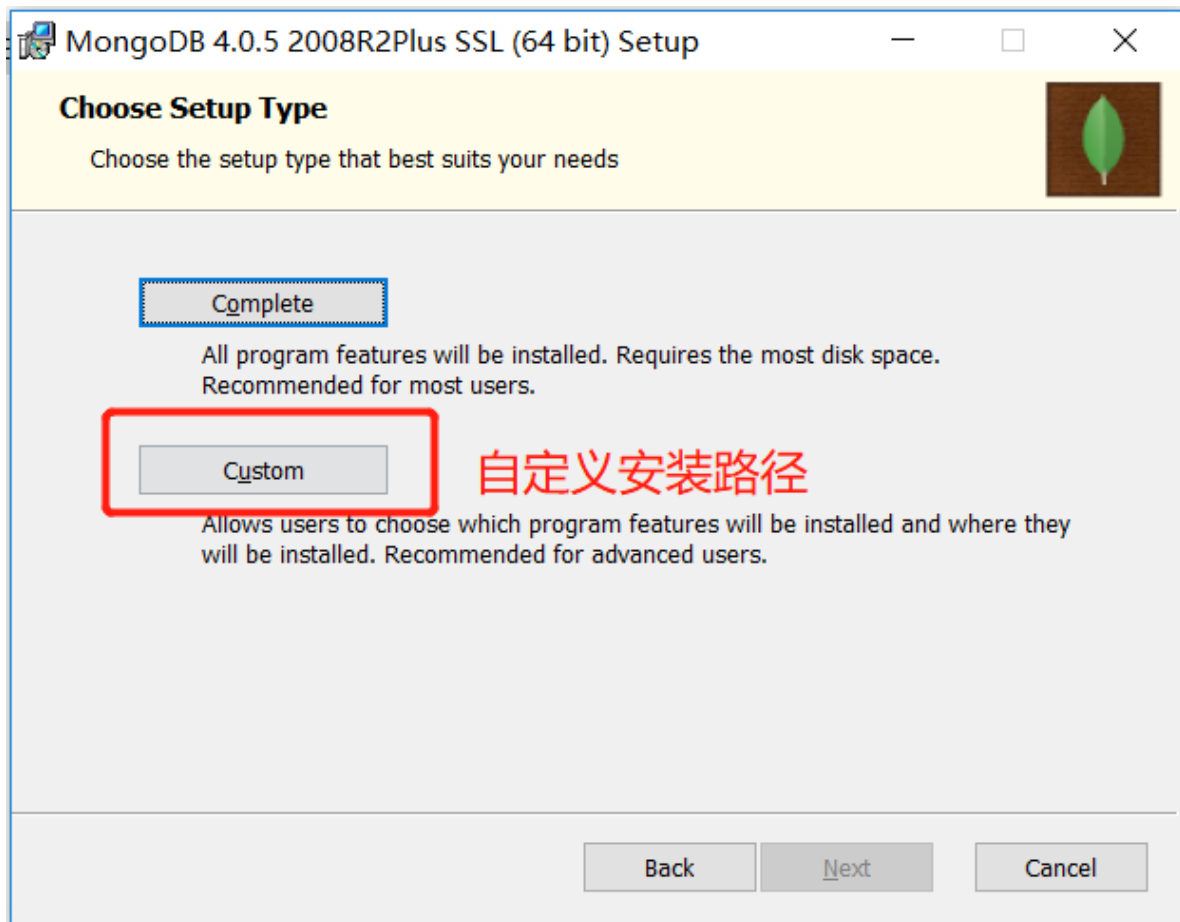 MongoDB 4.0.5 2008R2Plus SSL (64 bit) Setup
Choose Setup Type
Choose the setup type that best suits your needs
Complete
All program features will be installed. Requires the most disk space.
Recommended for most users.
Custom
自定义安装路径
Allows users to choose which program features will be installed and where they
will be installed. Recommended for advanced users.
Back
Next
Cancel